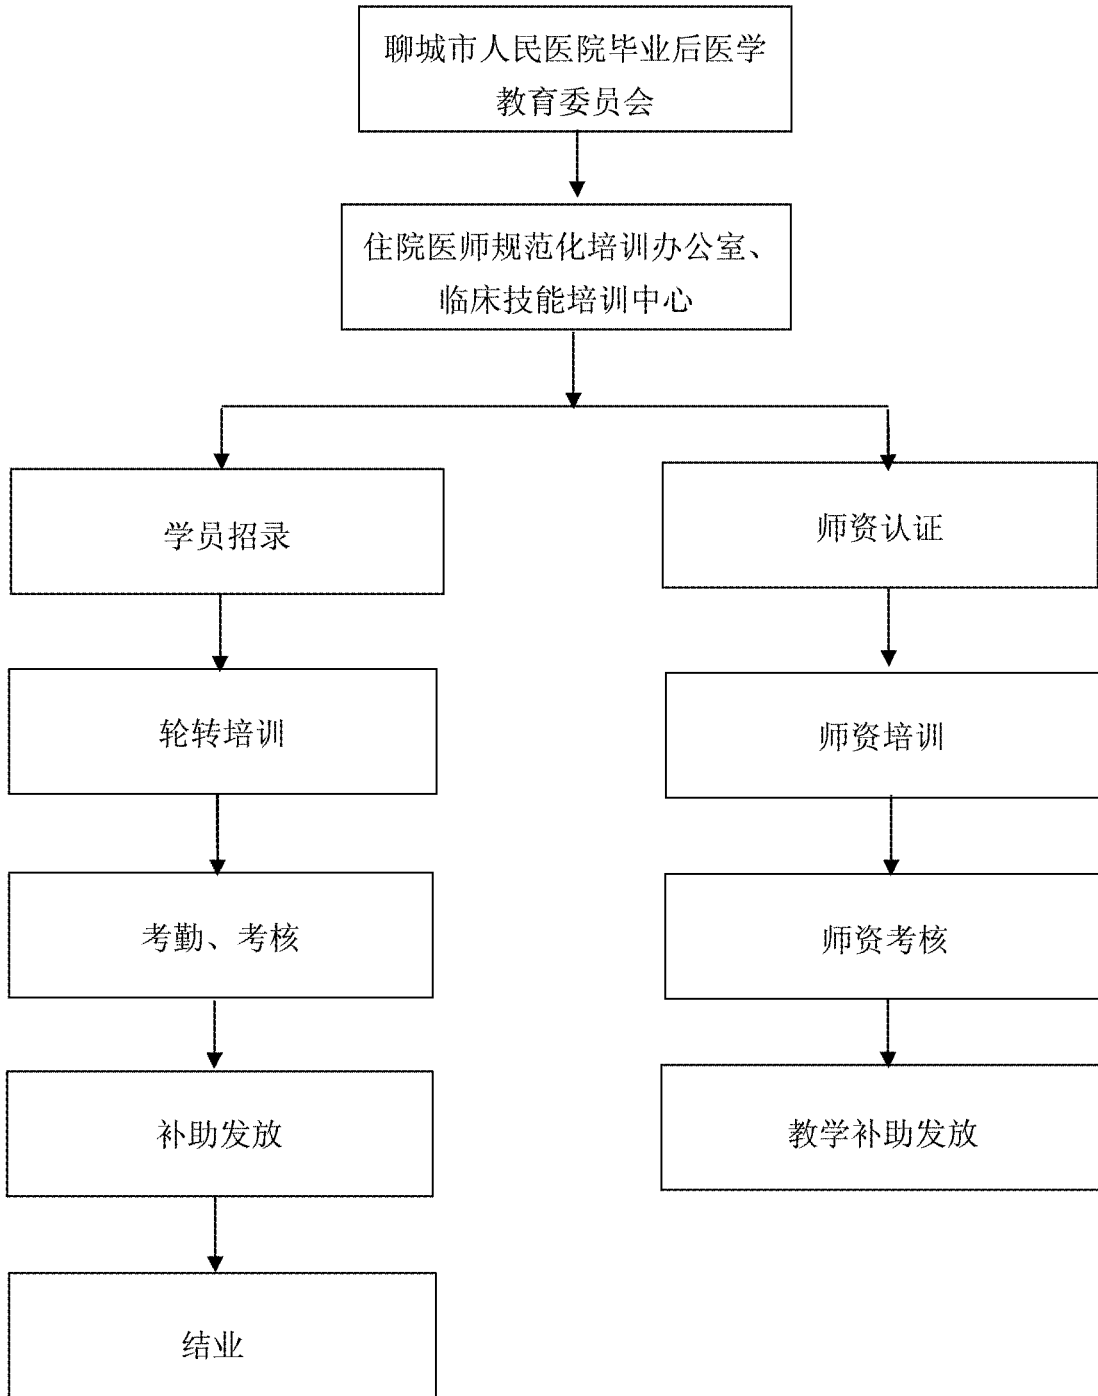 聊城市人民医院毕业后医学
教育委员会
住院医师规范化培训办公室、
临床技能培训中心
学员招录
师资认证
轮转培训
师资培训
考勤、考核
师资考核
补助发放
教学补助发放
结业